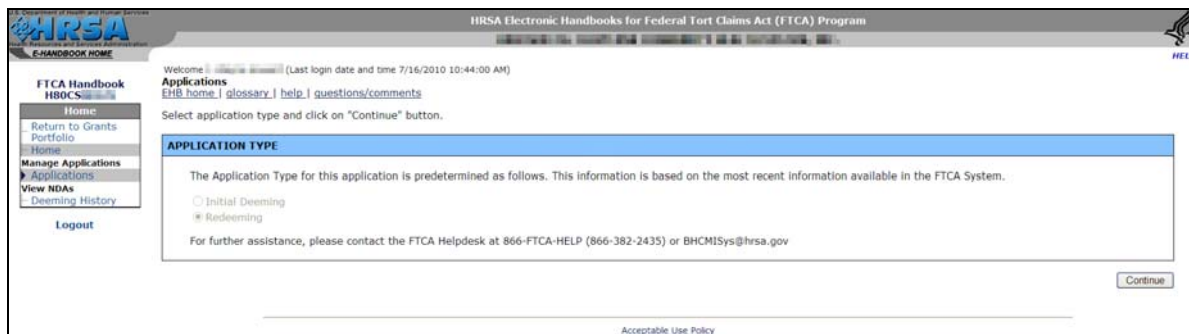 U.S. Department of Health and Human Services
HRSA
Health Resources and Services Administration
E-HANDBOOK HOME
HRSA Electronic Handbooks for Federal Tort Claims Act (FTCA) Program
HELP
FTCA Handbook
H80CS
Home
Return to Grants
Portfolio
Home
Manage Applications
Applications
View NDAs
Deeming History
Logout
Welcome (Last login date and time 7/16/2010 10:44:00 AM)
Applications
EHB home | glossary | help | questions/comments
Select application type and click on "Continue" button.
APPLICATION TYPE
The Application Type for this application is predetermined as follows. This information is based on the most recent information available in the FTCA System.
Initial Deeming
Redeeming
For further assistance, please contact the FTCA Helpdesk at 866-FTCA-HELP (866-382-2435) or BHCMISys@hrsa.gov
Continue
Acceptable Use Policy